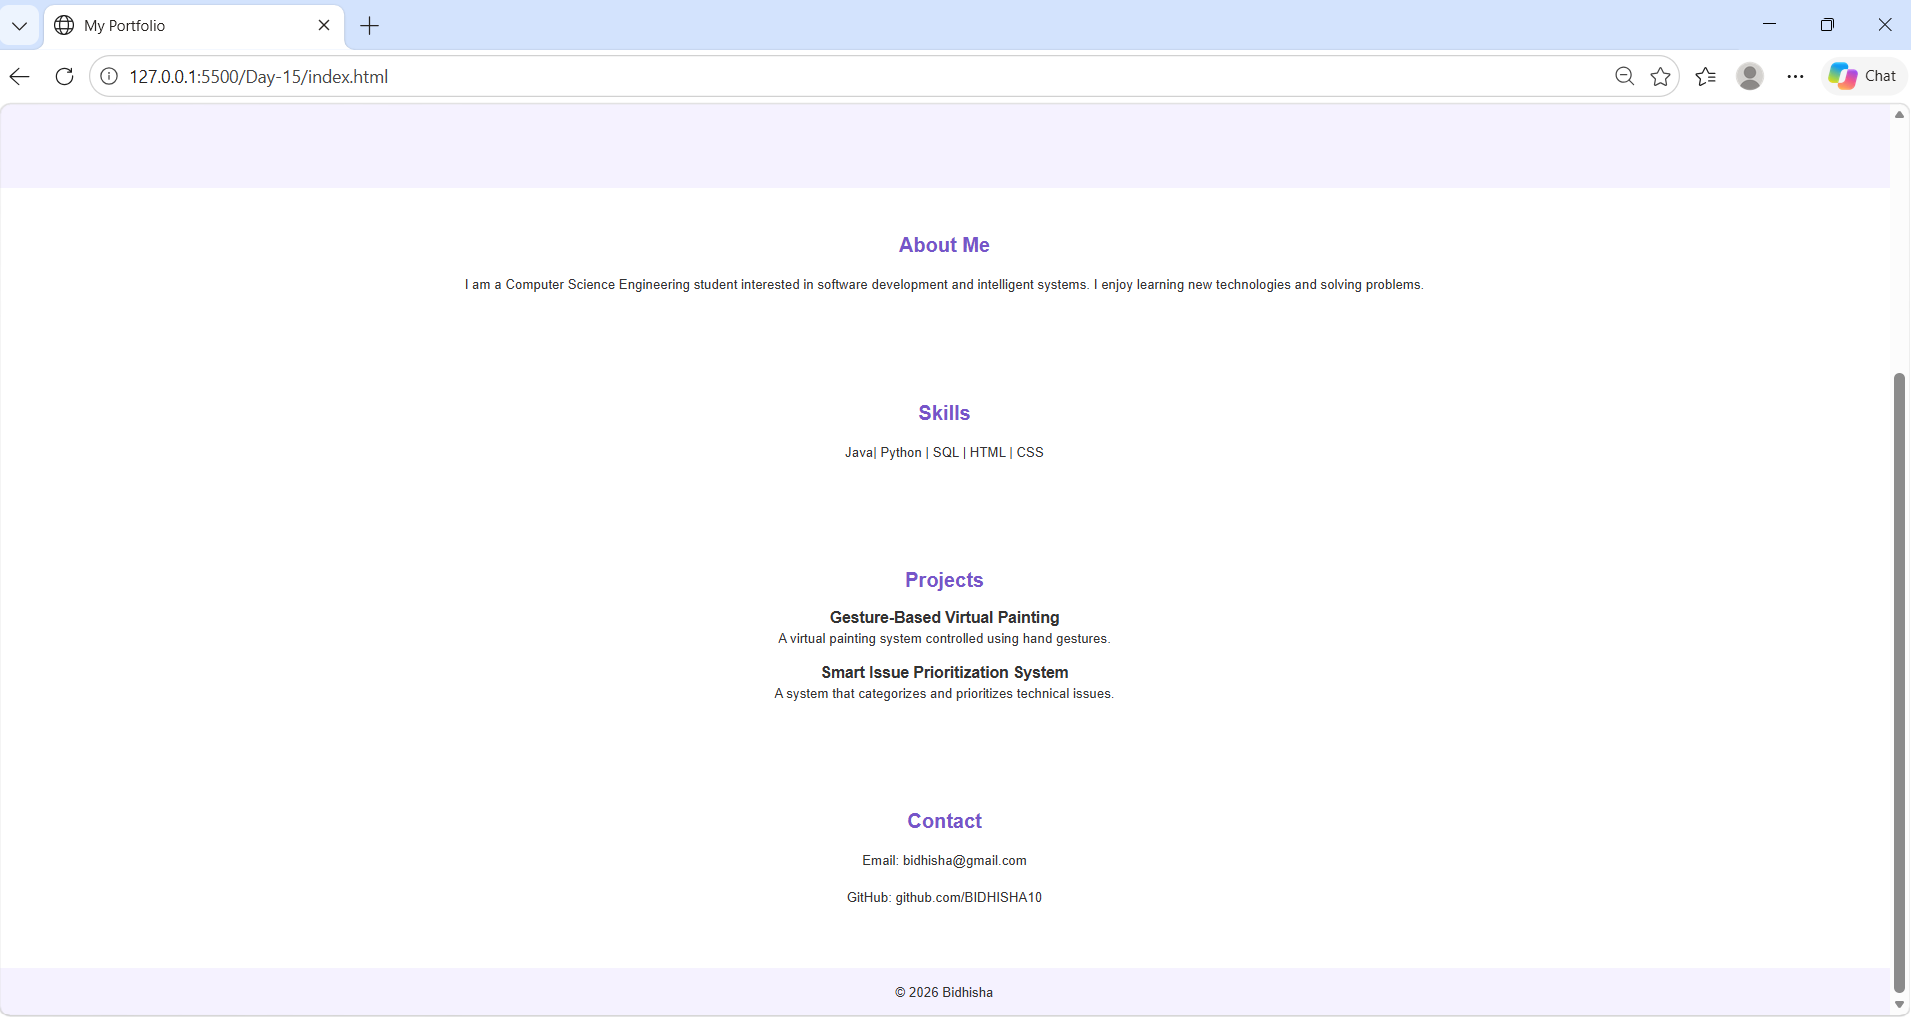 My Portfolio
127.0.0.1:5500/Day-15/index.html
Chat
About Me
I am a Computer Science Engineering student interested in software development and intelligent systems. I enjoy learning new technologies and solving problems.
Skills
Java| Python | SQL | HTML | CSS
Projects
Gesture-Based Virtual Painting
A virtual painting system controlled using hand gestures.
Smart Issue Prioritization System
A system that categorizes and prioritizes technical issues.
Contact
Email: bidhisha@gmail.com
GitHub: github.com/BIDHISHA10
© 2026 Bidhisha